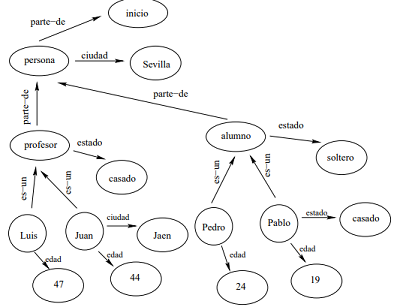 inicio
parte-de
persona
ciudad
Sevilla
parte-de
parte-de
profesor
estado
casado
alumno
estado
soltero
es-un
es-un
es-un
es-un
Luis
Juan
ciudad
Jaen
Pedro
Pablo
estado
casado
edad
edad
edad
edad
47
44
24
19